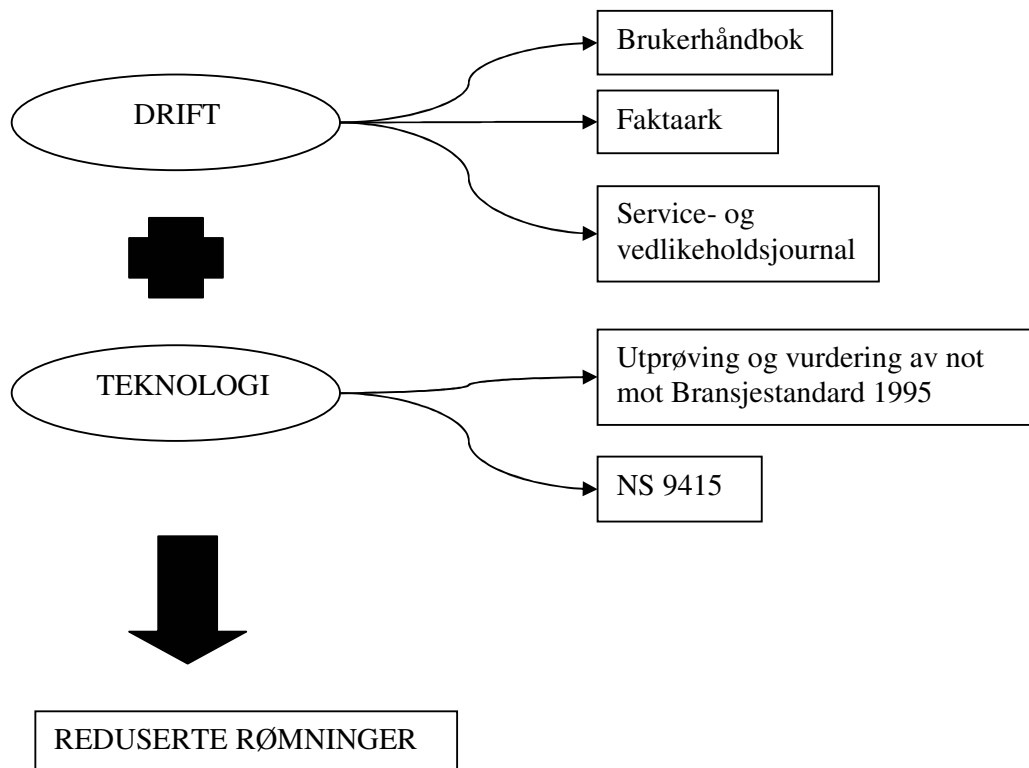 DRIFT
Brukerhåndbok
Faktaark
Service- og
vedlikeholdsjournal
TEKNOLOGI
Utprøving og vurdering av not
mot Bransjestandard 1995
NS 9415
REDUSERTE RØMNINGER